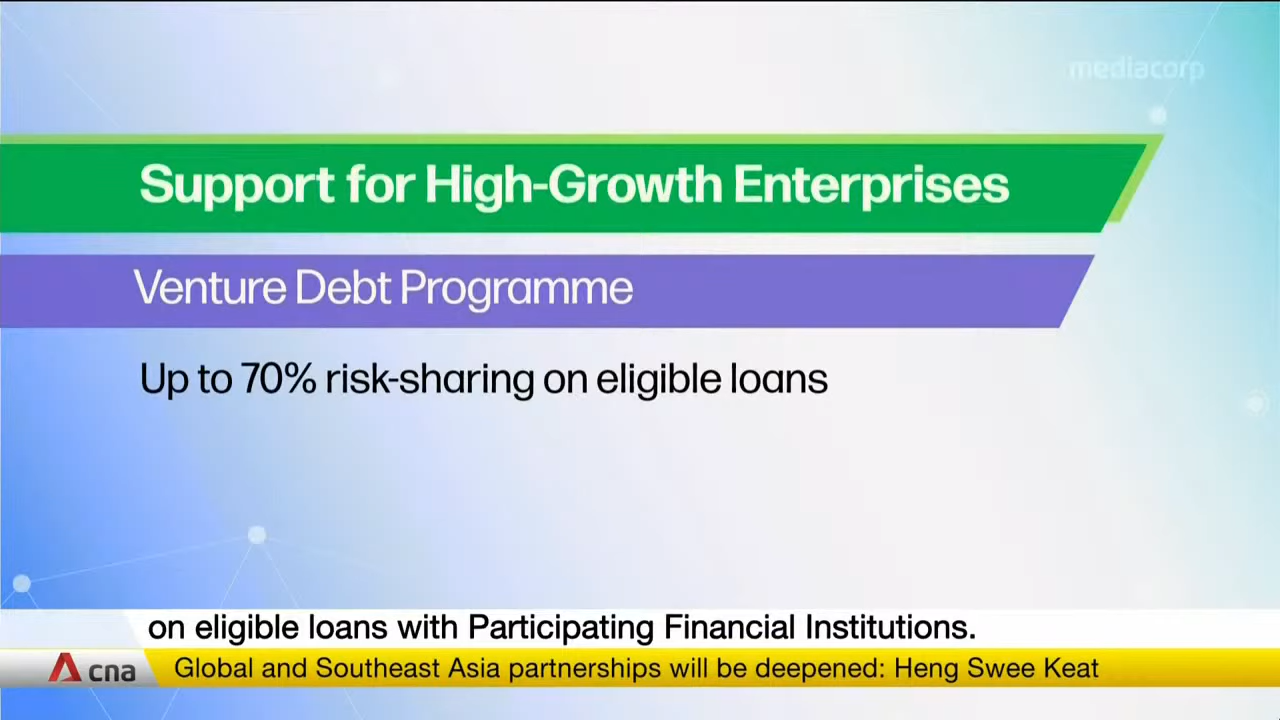 mediacorp
Support for High-Growth Enterprises
Venture Debt Programme
Up to 70% risk-sharing on eligible loans
on eligible loans with Participating Financial Institutions.
cna
Global and Southeast Asia partnerships will be deepened: Heng Swee Keat